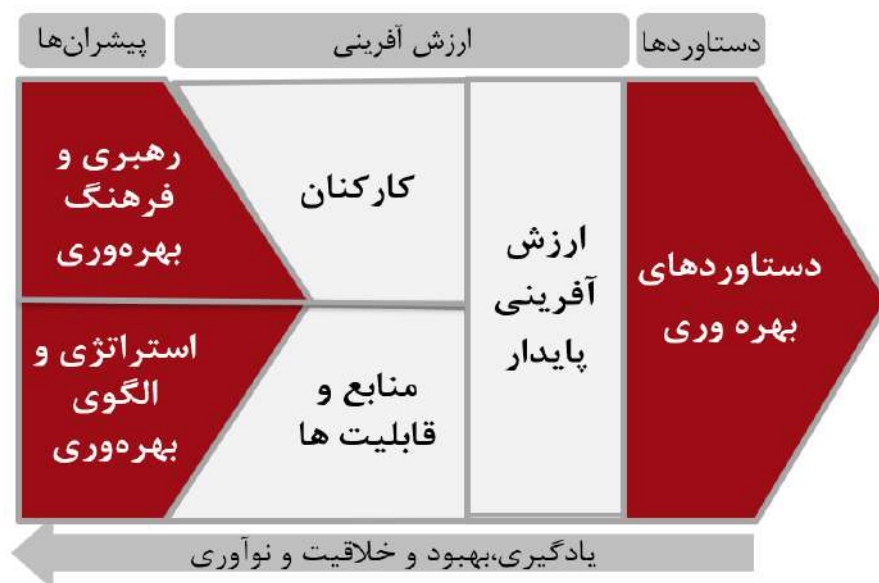 پیشران‌ها
ارزش آفرینی
دستاوردها
رهبری و
فرهنگ
بهره‌وری
کارکنان
استراتژی و
الگوی
بهره‌وری
منابع و
قابلیت ها
ارزش
آفرینی
پایدار
دستاوردهای
بهره وری
یادگیری،بهبود و خلاقیت و نوآوری